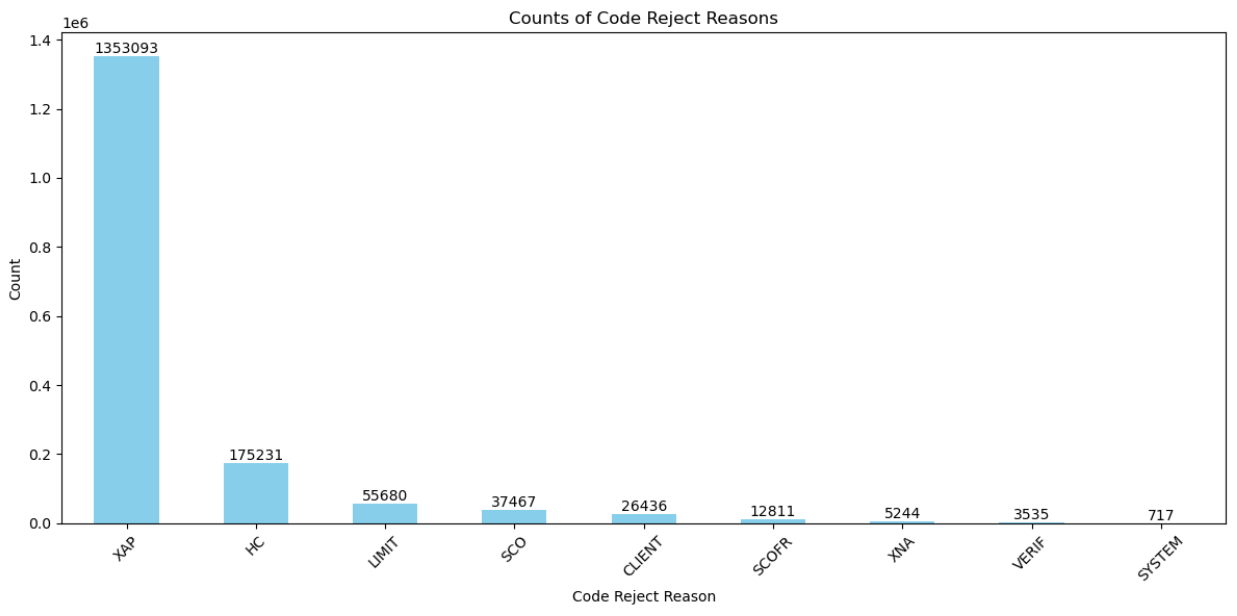 Counts of Code Reject Reasons
1e6
1.4
1.2
1.0
0.8
0.6
0.4
0.2
0.0
Count
1353093
175231
55680
37467
26436
12811
5244
3535
717
XAP
HC
LIMIT
SCO
CLIENT
SCOFR
XNA
VERIF
SYSTEM
Code Reject Reason